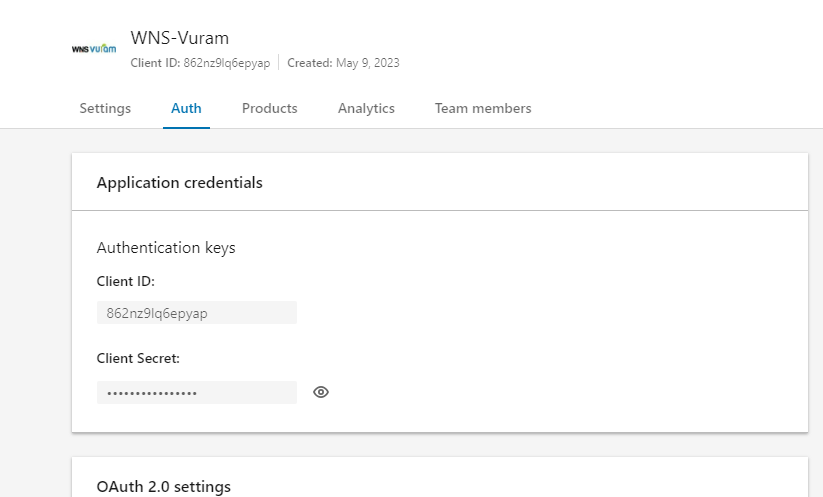 WNS-Vuram
WNS VURAM
Client ID: 862nz9lq6epyap Created: May 9, 2023
Settings Auth Products Analytics Team members
Application credentials
Authentication keys
Client ID:
862nz9lq6epyap
Client Secret:
••••••••••••••••
OAuth 2.0 settings